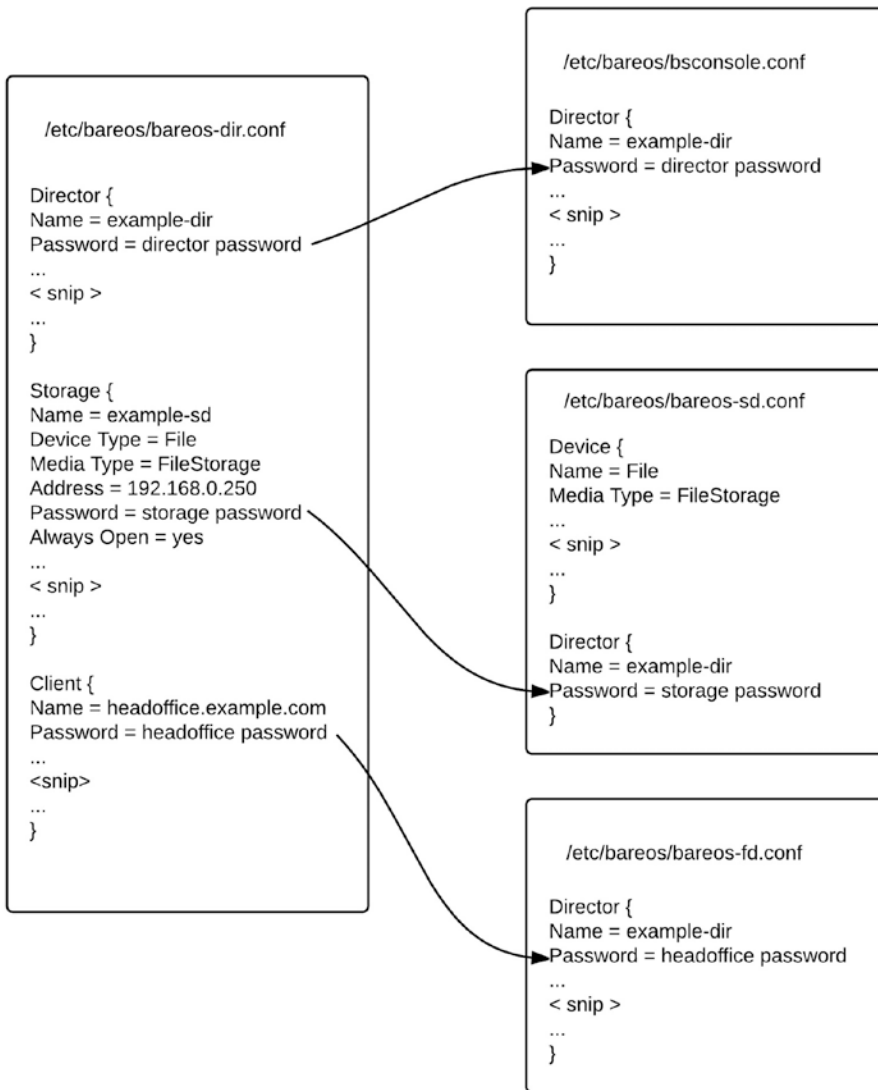 /etc/bareos/bareos-dir.conf
Director {
Name = example-dir
Password = director password
...
< snip >
...
}
Storage {
Name = example-sd
Device Type = File
Media Type = FileStorage
Address = 192.168.0.250
Password = storage password
Always Open = yes
...
< snip >
...
}
Client {
Name = headoffice.example.com
Password = headoffice password
...
<snip>
...
}
/etc/bareos/bsconsole.conf
Director {
Name = example-dir
Password = director password
...
< snip >
...
}
/etc/bareos/bareos-sd.conf
Device {
Name = File
Media Type = FileStorage
...
< snip >
...
}
Director {
Name = example-dir
Password = storage password
}
/etc/bareos/bareos-fd.conf
Director {
Name = example-dir
Password = headoffice password
...
< snip >
...
}